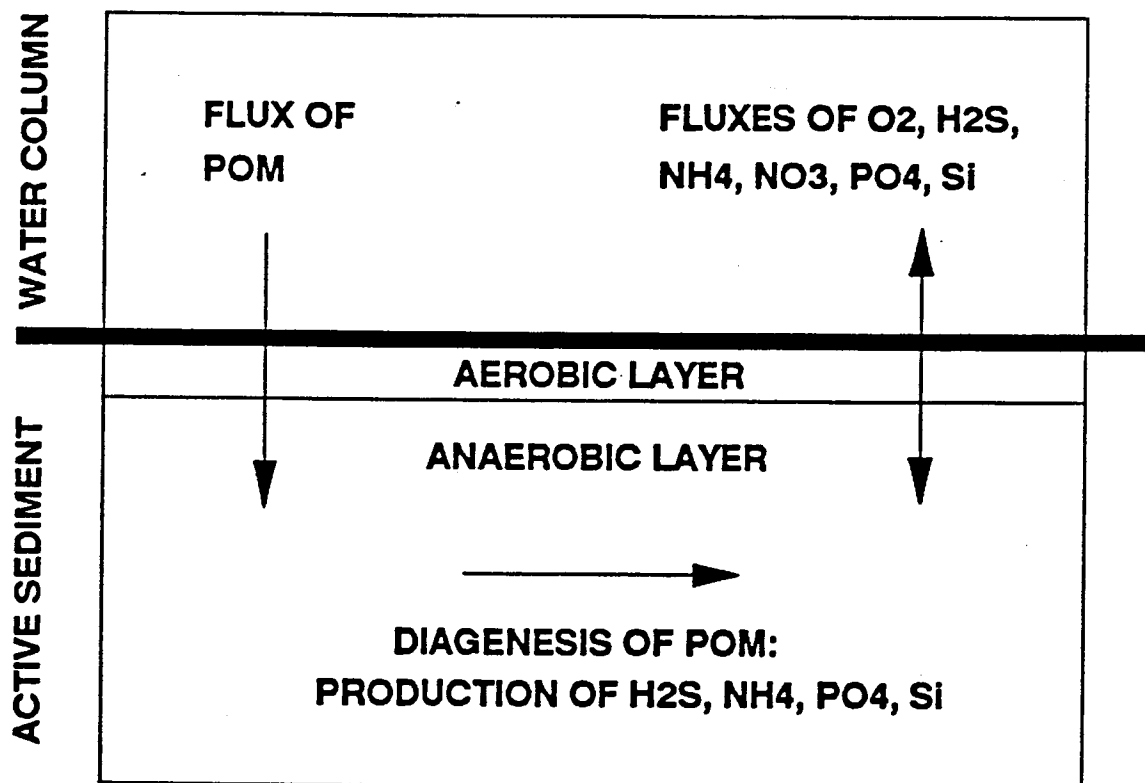 WATER COLUMN
FLUX OF
POM
FLUXES OF O2, H2S,
NH4, NO3, PO4, Si
AEROBIC LAYER
ANAEROBIC LAYER
ACTIVE SEDIMENT
DIAGENESIS OF POM:
PRODUCTION OF H2S, NH4, PO4, Si